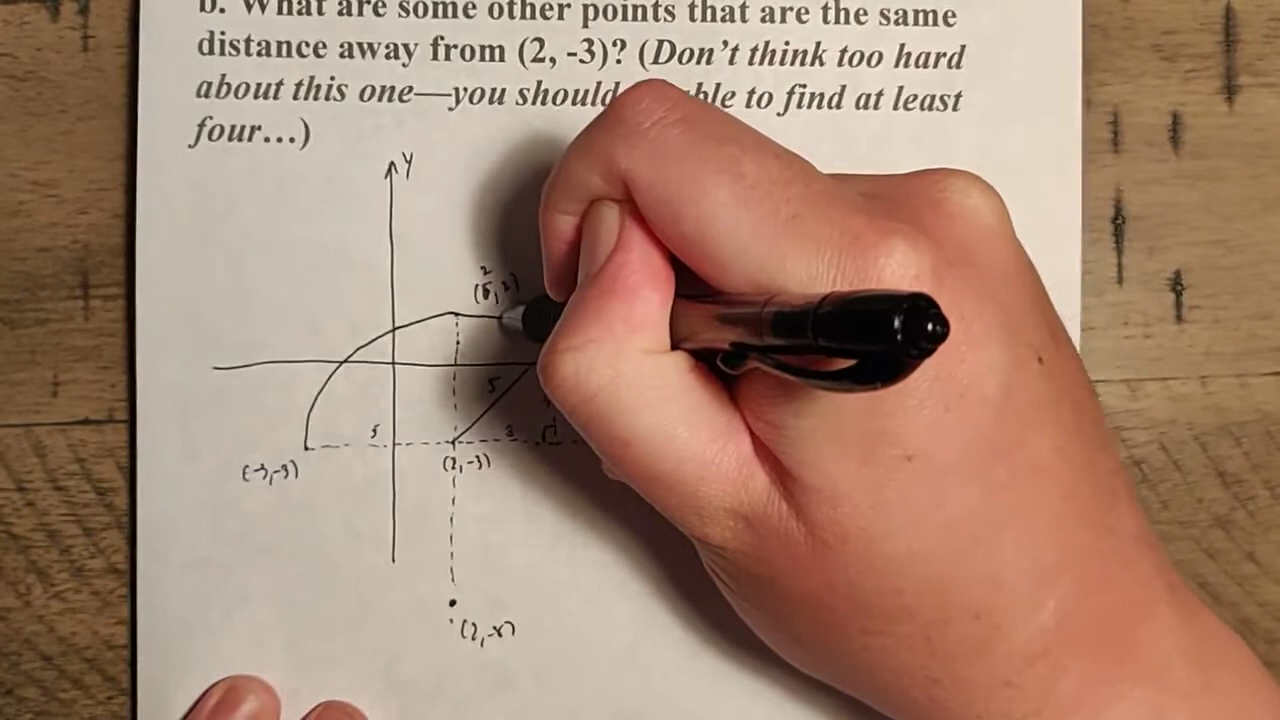 b. What are some other points that are the same
distance away from (2, -3)? (Don't think too hard
about this one—you should able to find at least
four…)
Y
2
5
5
3
(-3,-3)
(2,-3)